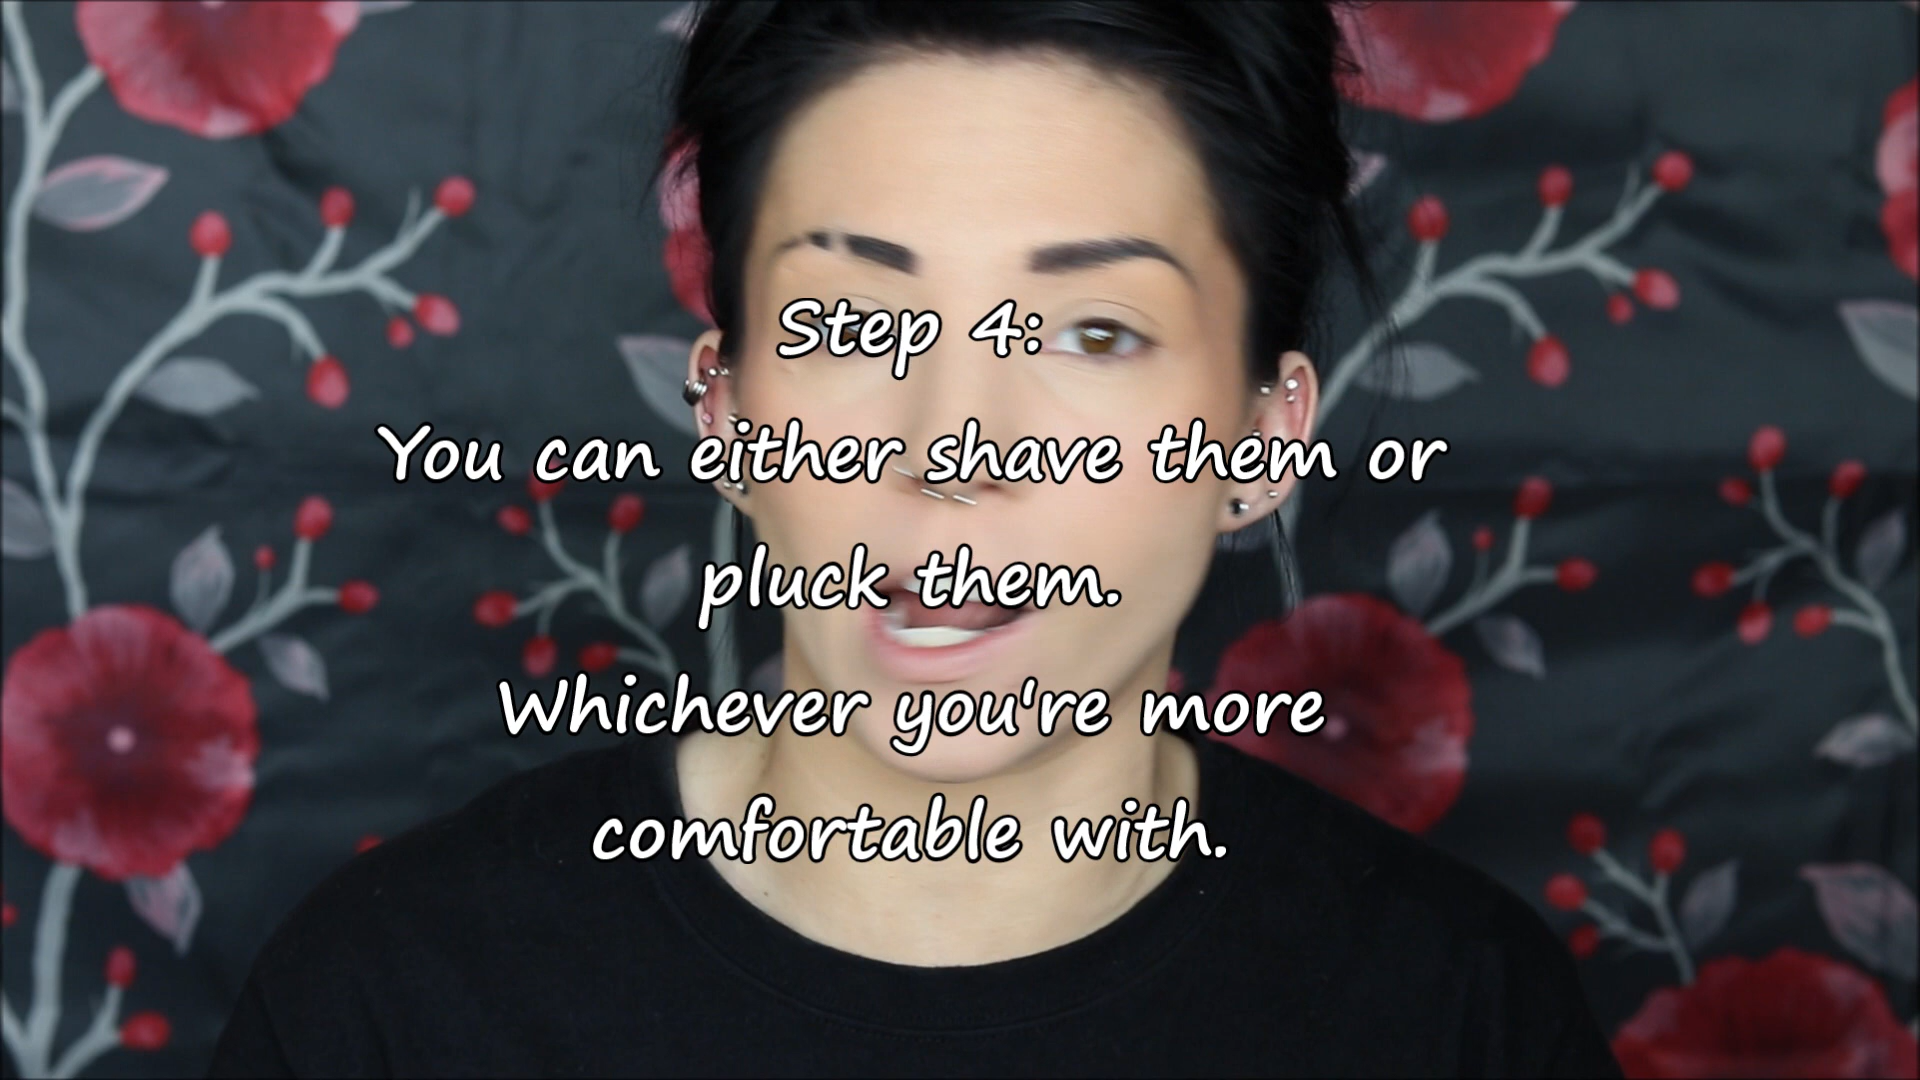 Step 4:
You can either shave them or
pluck them.
Whichever you're more
comfortable with.